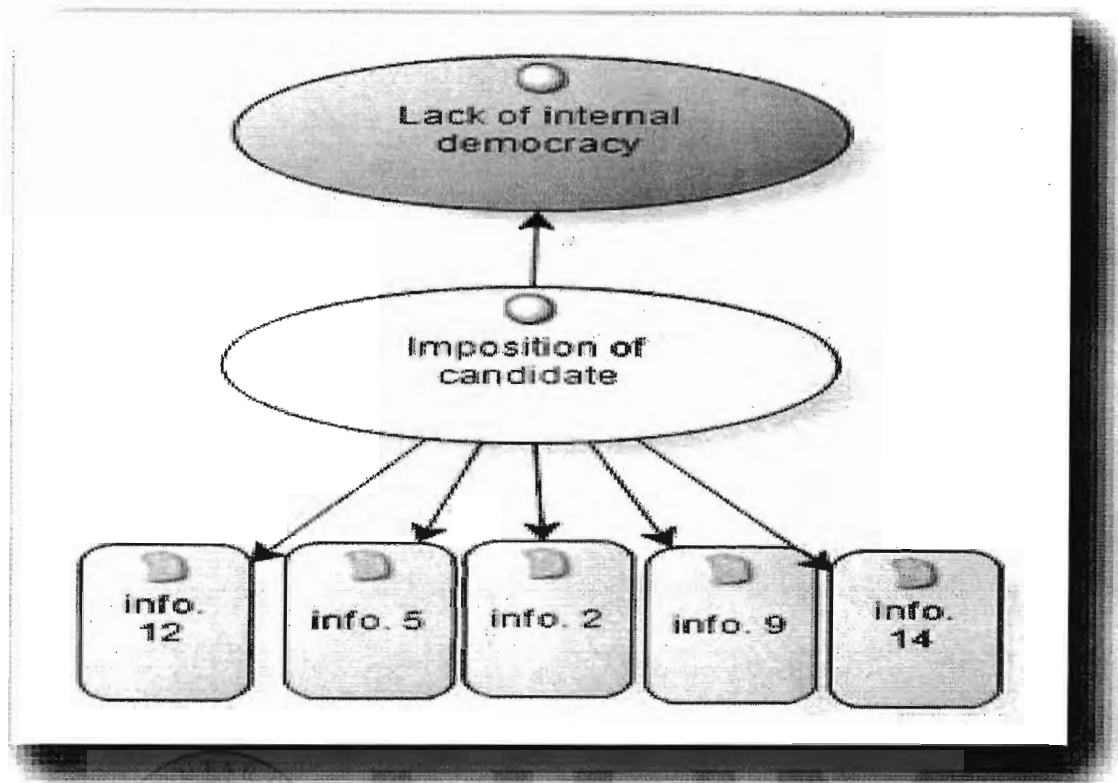 Lack of internal
democracy
Imposition of
candidate
info.
12
info. 5
info. 2
info. 9
info.
14